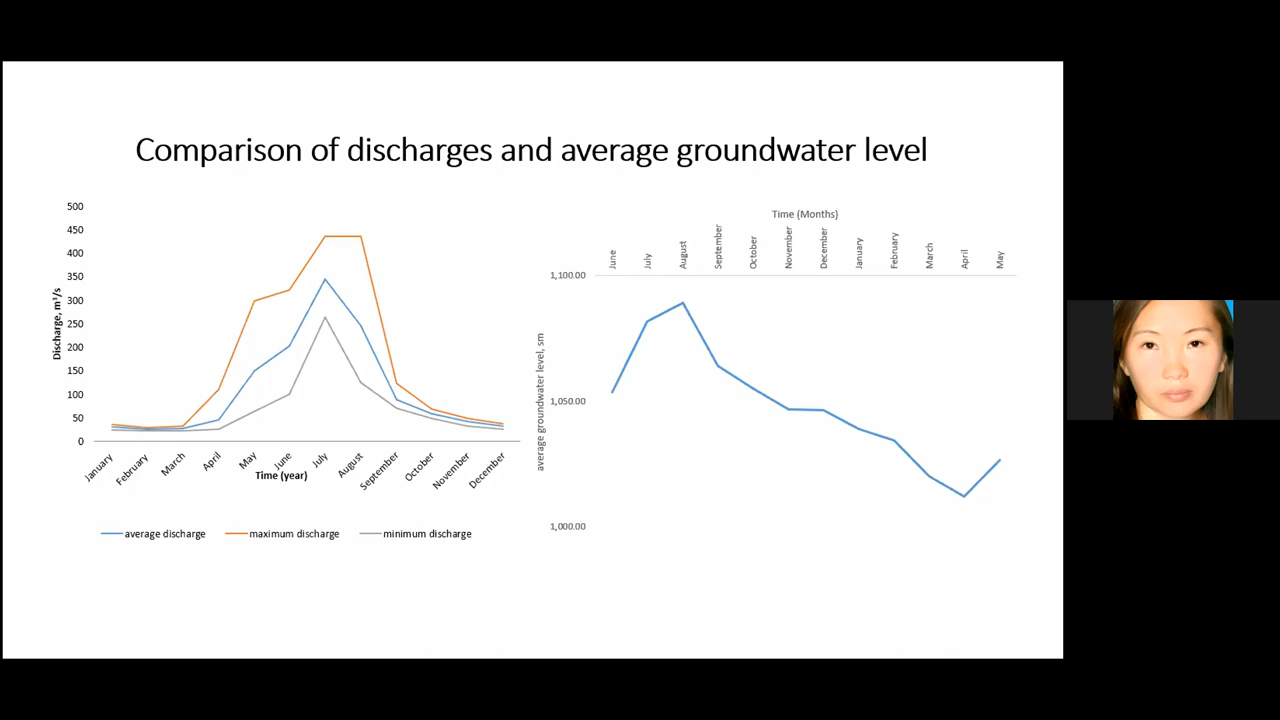 Comparison of discharges and average groundwater level
500
450
400
350
300
250
200
150
100
50
0
Discharge, m³/s
January
February
March
April
May
June
July
August
September
October
November
December
Time (year)
average discharge
maximum discharge
minimum discharge
Time (Months)
June
July
August
September
October
November
December
January
February
March
April
May
1,100.00
1,050.00
1,000.00
average groundwater level, sm